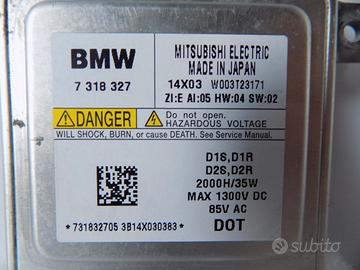 BMW
MITSUBISHI ELECTRIC
MADE IN JAPAN
7 318 327
14X03 W003T23171
ZI:E AI:05 HW:04 SW:02
DANGER
DO NOT open.
HAZARDOUS VOLTAGE
WILL SHOCK, BURN, or cause DEATH. See Service Manual.
D1S,D1R
D2S,D2R
2000H/35W
MAX 1300V DC
85V AC
*731832705 3B14X030383*
DOT
subito